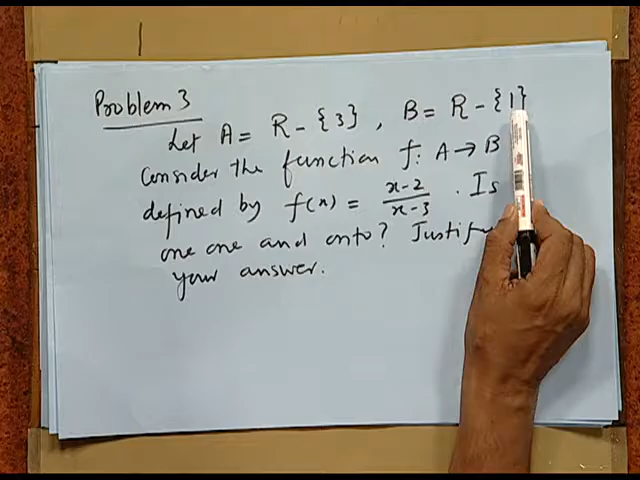 Problem 3
Let A = R - {3}, B = R - {1}
Consider the function f: A → B
defined by f(x) = x-2/x-3 . Is
one one and onto? Justify
your answer.